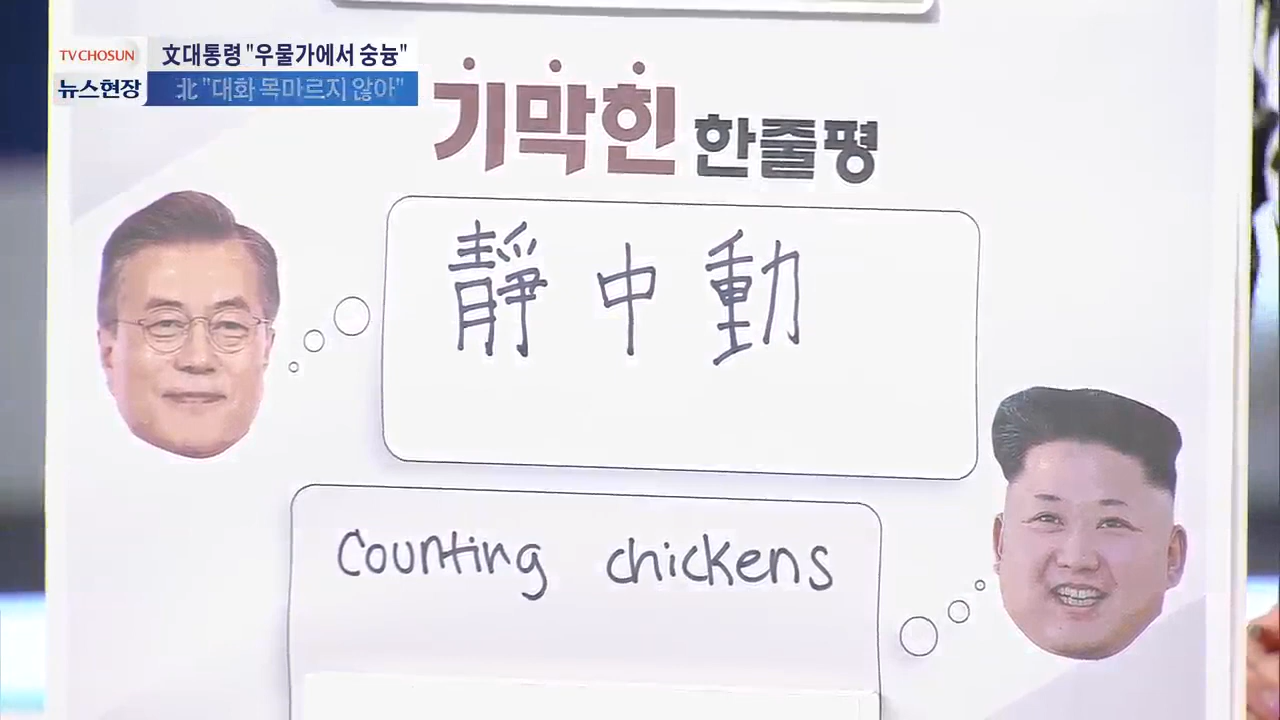 TV CHOSUN
뉴스현장
文대통령 "우물가에서 숭늉"
北 "대화 목마르지 않아"
기막힌 한줄평
靜中動
Counting chickens